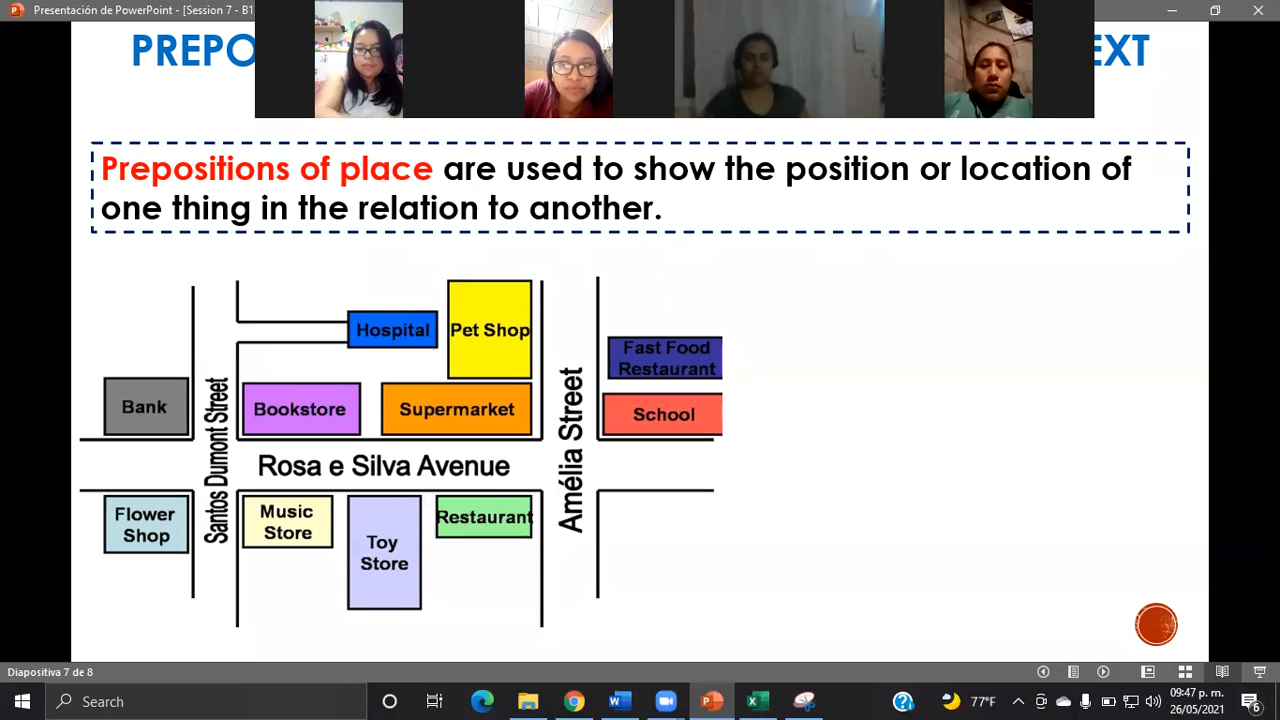 Presentación de PowerPoint - [Session 7 - B1
PREPO
EXT
Prepositions of place are used to show the position or location of
one thing in the relation to another.
Hospital
Pet Shop
Fast Food
Restaurant
Bank
Bookstore
Supermarket
School
Santos Dumont Street
Rosa e Silva Avenue
Amélia Street
Flower
Shop
Music
Store
Toy
Store
Restaurant
Diapositiva 7 de 8
Search
77°F
09:47 p. m.
26/05/2021
6